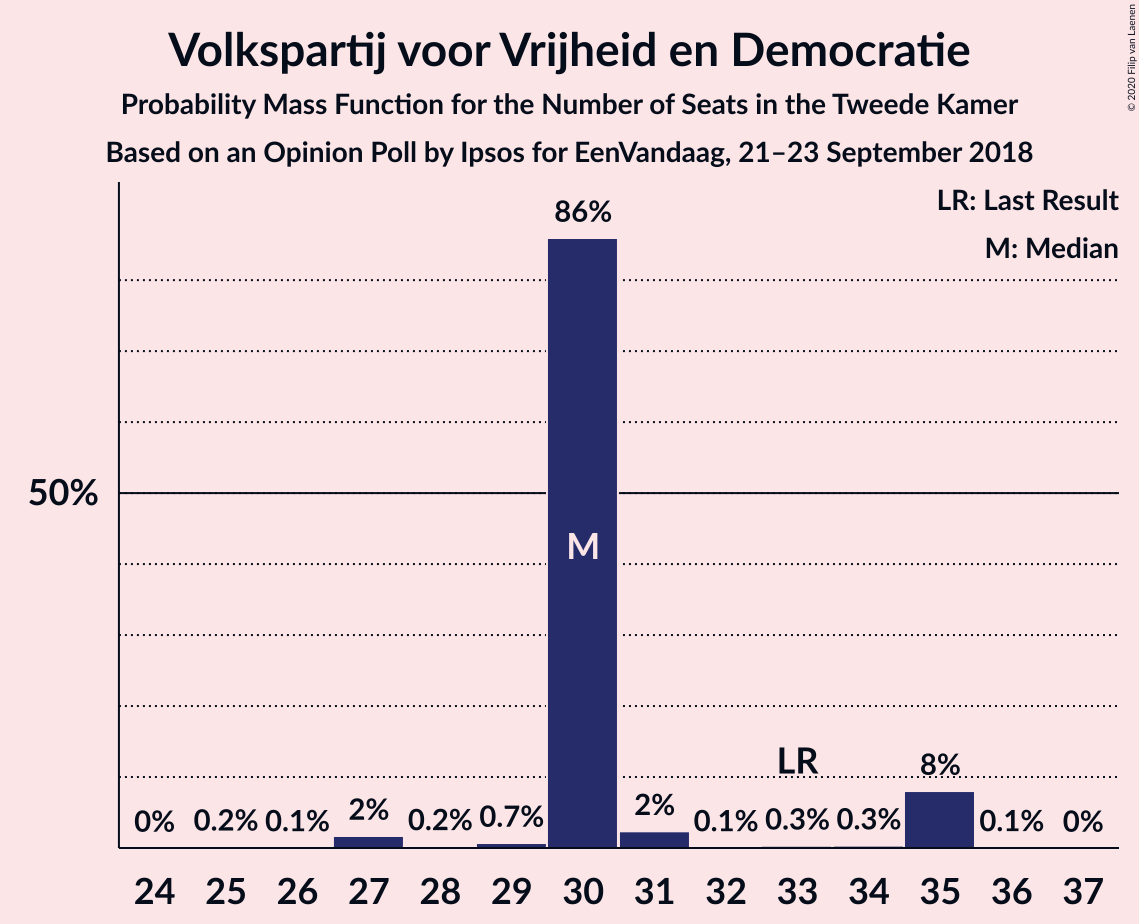 Volkspartij voor Vrijheid en Democratie
Probability Mass Function for the Number of Seats in the Tweede Kamer
Based on an Opinion Poll by Ipsos for EenVandaag, 21–23 September 2018
© 2020 Filip van Laenen
LR: Last Result
M: Median
50%
0% 0.2% 0.1% 2% 0.2% 0.7% 86% 2% 0.1% 0.3% 0.3% 8% 0.1% 0%
M
LR
24 25 26 27 28 29 30 31 32 33 34 35 36 37